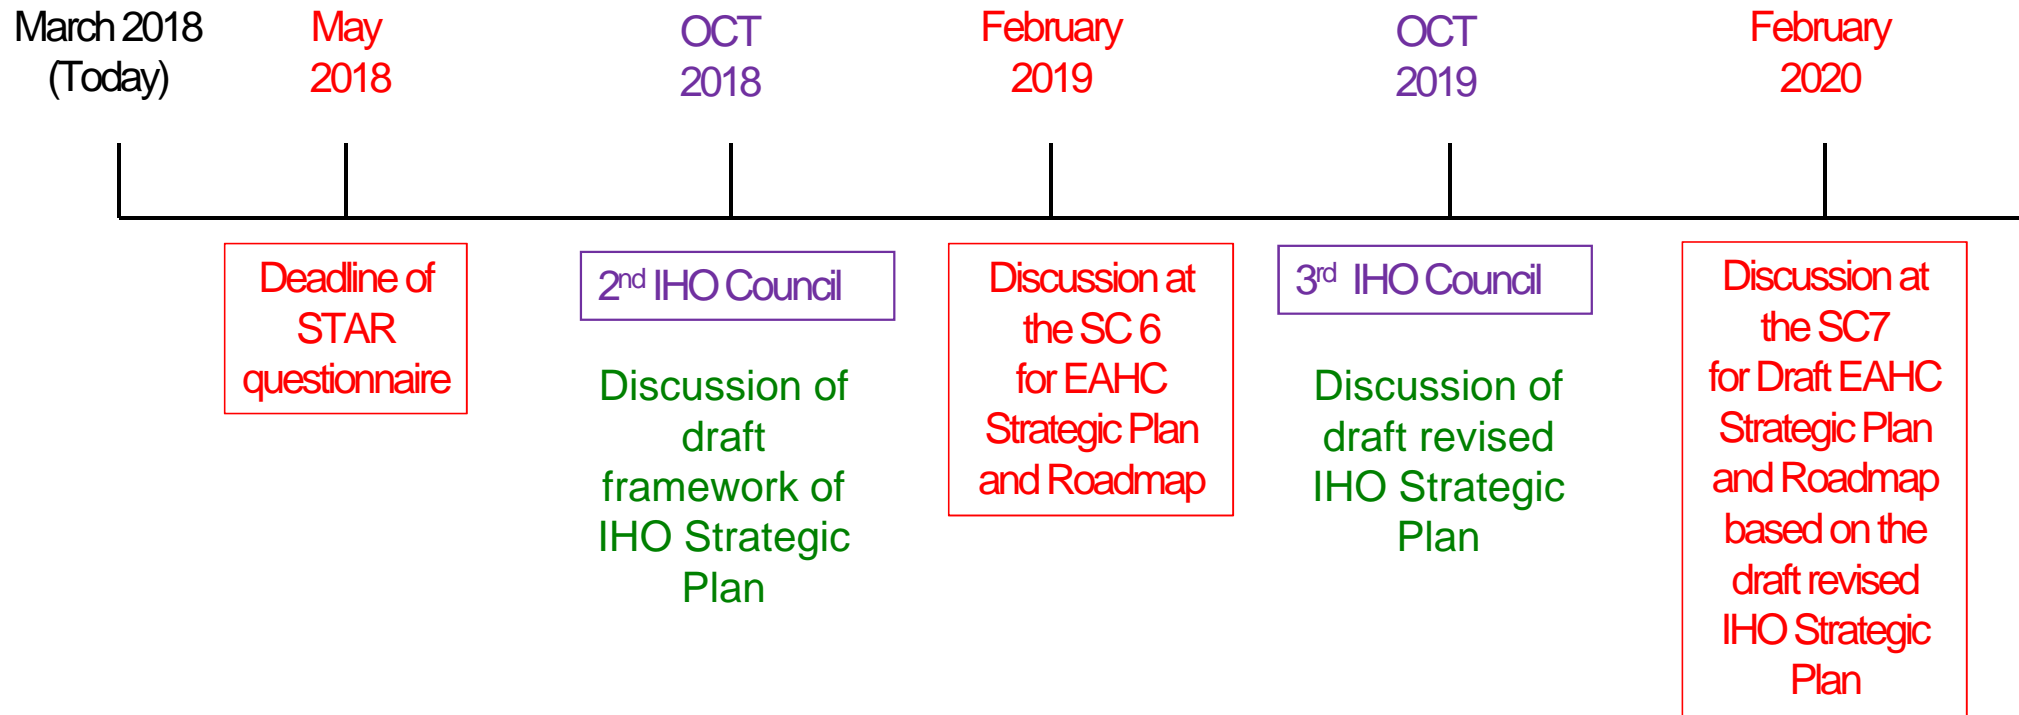 March 2018
(Today)
May
2018
OCT
2018
February
2019
OCT
2019
February
2020
Deadline of
STAR
questionnaire
2nd IHO Council
Discussion of
draft
framework of
IHO Strategic
Plan
Discussion at
the SC 6
for EAHC
Strategic Plan
and Roadmap
3rd IHO Council
Discussion of
draft revised
IHO Strategic
Plan
Discussion at
the SC7
for Draft EAHC
Strategic Plan
and Roadmap
based on the
draft revised
IHO Strategic
Plan